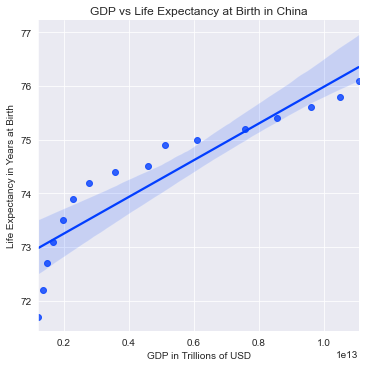 GDP vs Life Expectancy at Birth in China
77
76
75
74
73
72
Life Expectancy in Years at Birth
0.2 0.4 0.6 0.8 1.0
1e13
GDP in Trillions of USD